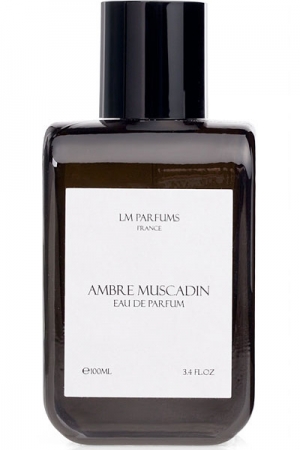 LM PARFUMS
FRANCE
AMBRE MUSCADIN
EAU DE PARFUM
℮100ML 3.4 FL.OZ